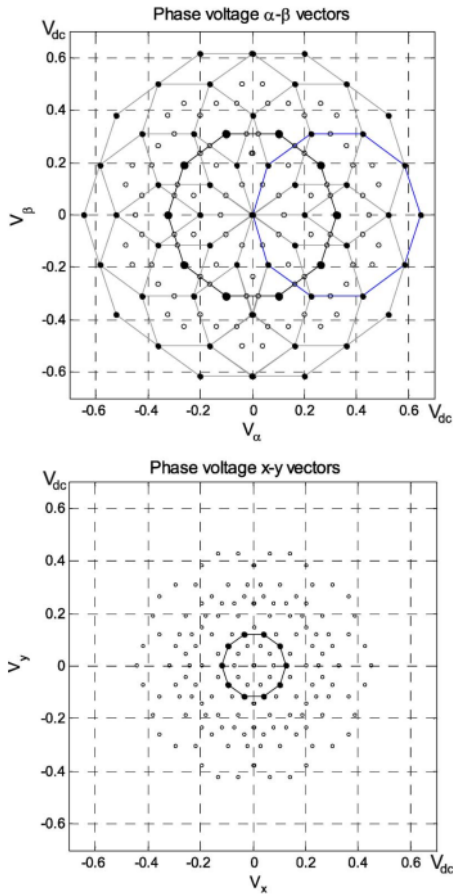 Phase voltage α-β vectors
Vdc
0.6
0.4
0.2
0
-0.2
-0.4
-0.6
Vβ
-0.6 -0.4 -0.2 0 0.2 0.4 0.6 Vdc
Vα
Phase voltage x-y vectors
Vdc
0.6
0.4
0.2
0
-0.2
-0.4
-0.6
Vy
-0.6 -0.4 -0.2 0 0.2 0.4 0.6 Vdc
Vx